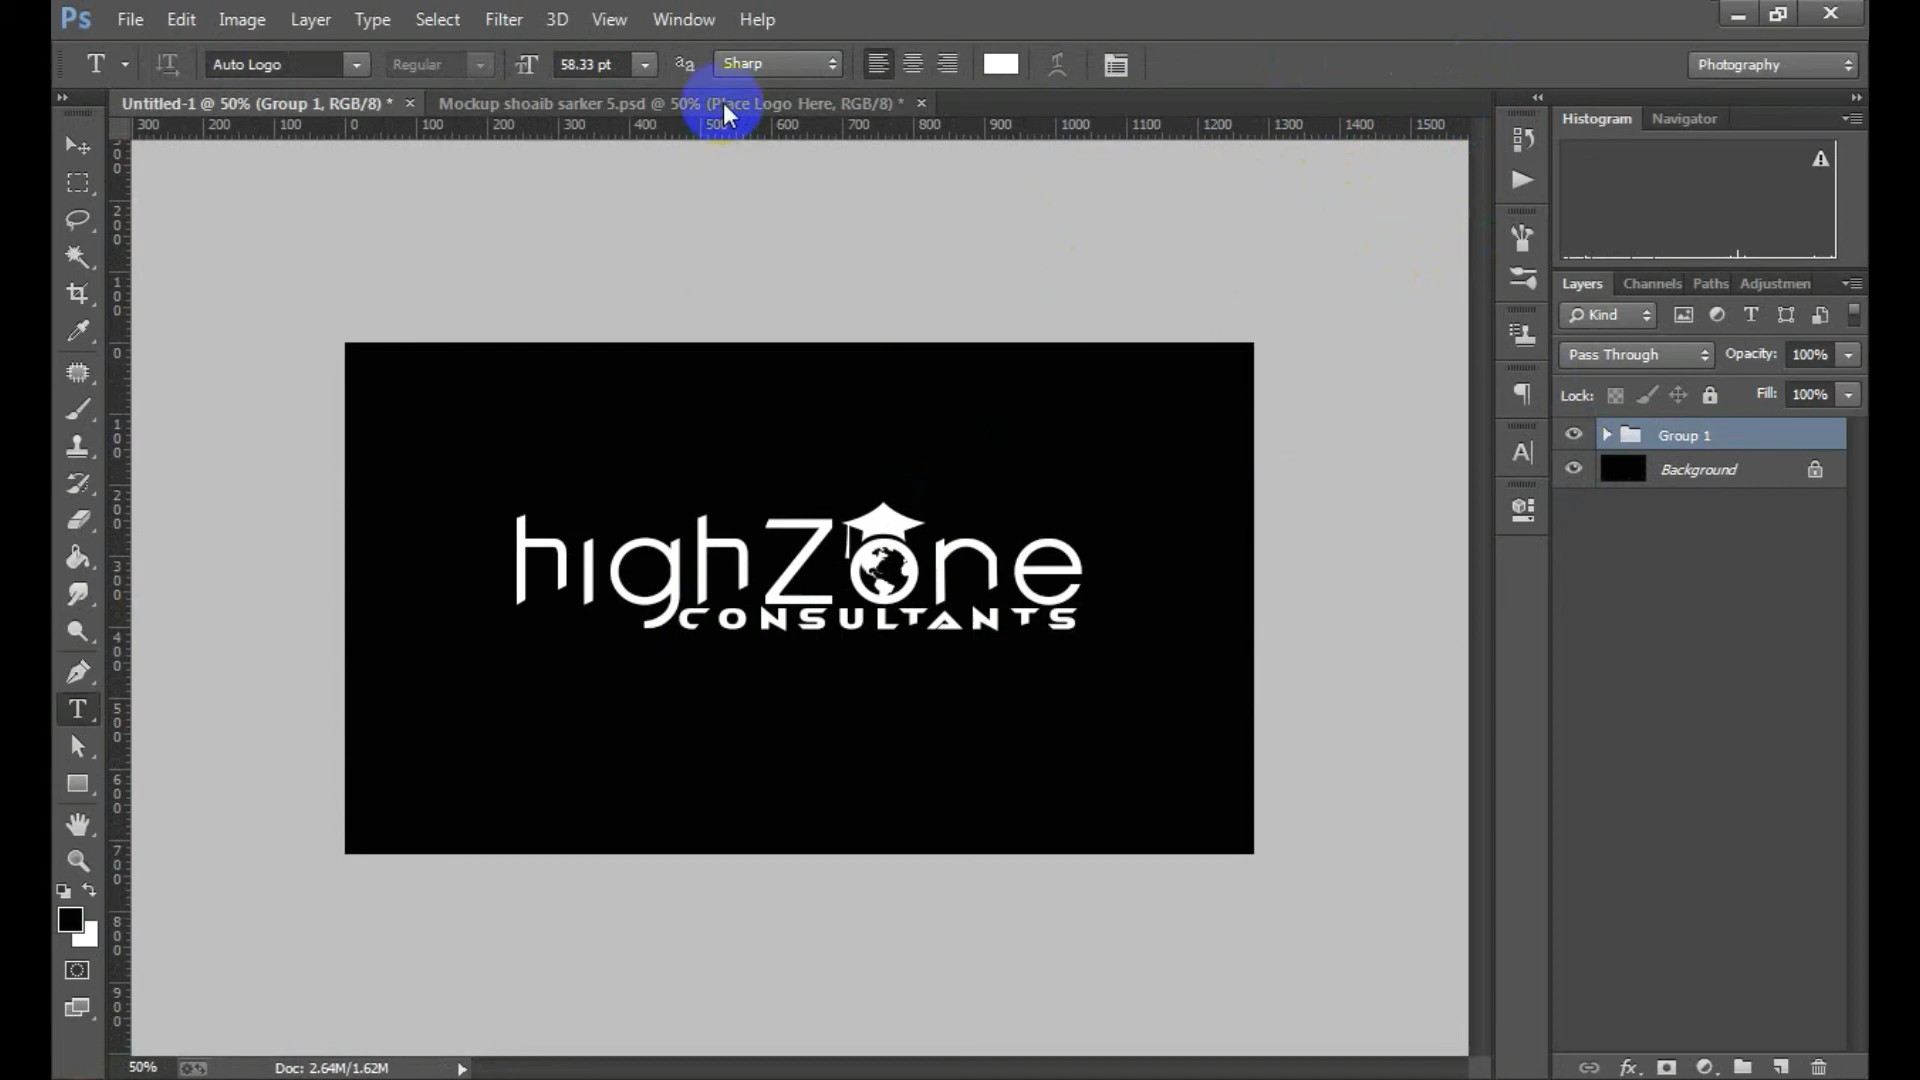 Ps File Edit Image Layer Type Select Filter 3D View Window Help
T Auto Logo Regular 58.33 pt aa Sharp Photography
Untitled-1 @ 50% (Group 1, RGB/8) * × Mockup shoaib sarker 5.psd @ 50% (Place Logo Here, RGB/8) * ×
300 200 100 0 100 200 300 400 500 600 700 800 900 1000 1100 1200 1300 1400 1500
Histogram Navigator
Layers Channels Paths Adjustmen
Kind
Pass Through Opacity: 100%
Lock: Fill: 100%
Group 1
Background
highZone
CONSULTANTS
50% Doc: 2.64M/1.62M